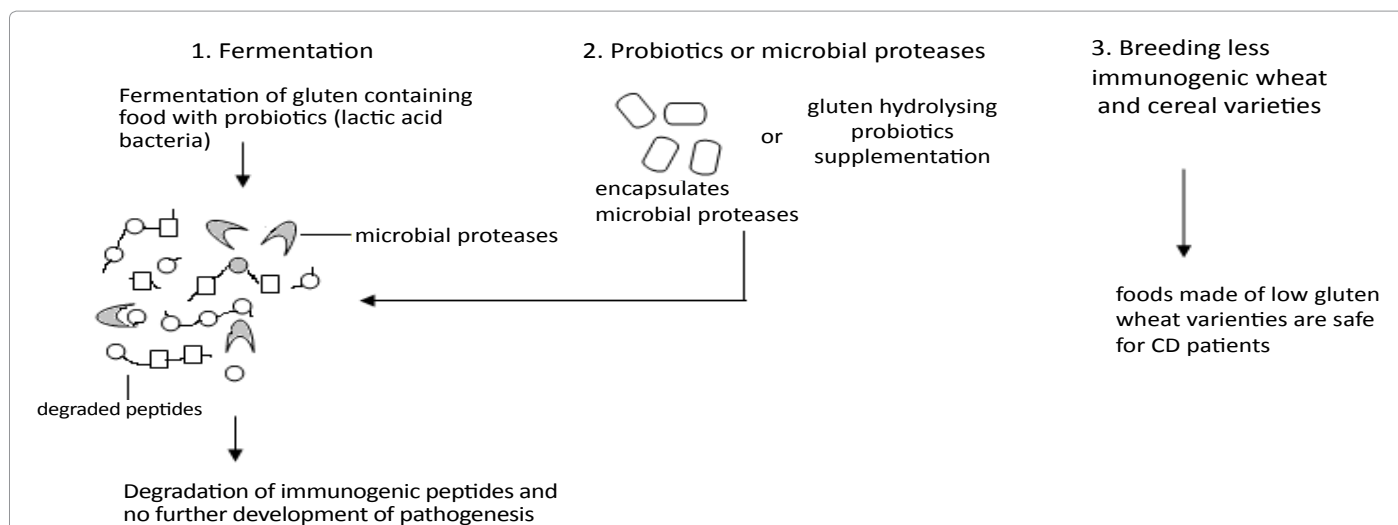 1. Fermentation
Fermentation of gluten containing
food with probiotics (lactic acid
bacteria)
microbial proteases
degraded peptides
Degradation of immunogenic peptides and
no further development of pathogenesis
2. Probiotics or microbial proteases
or
gluten hydrolysing
probiotics
supplementation
encapsulates
microbial proteases
3. Breeding less
immunogenic wheat
and cereal varieties
foods made of low gluten
wheat varienties are safe
for CD patients